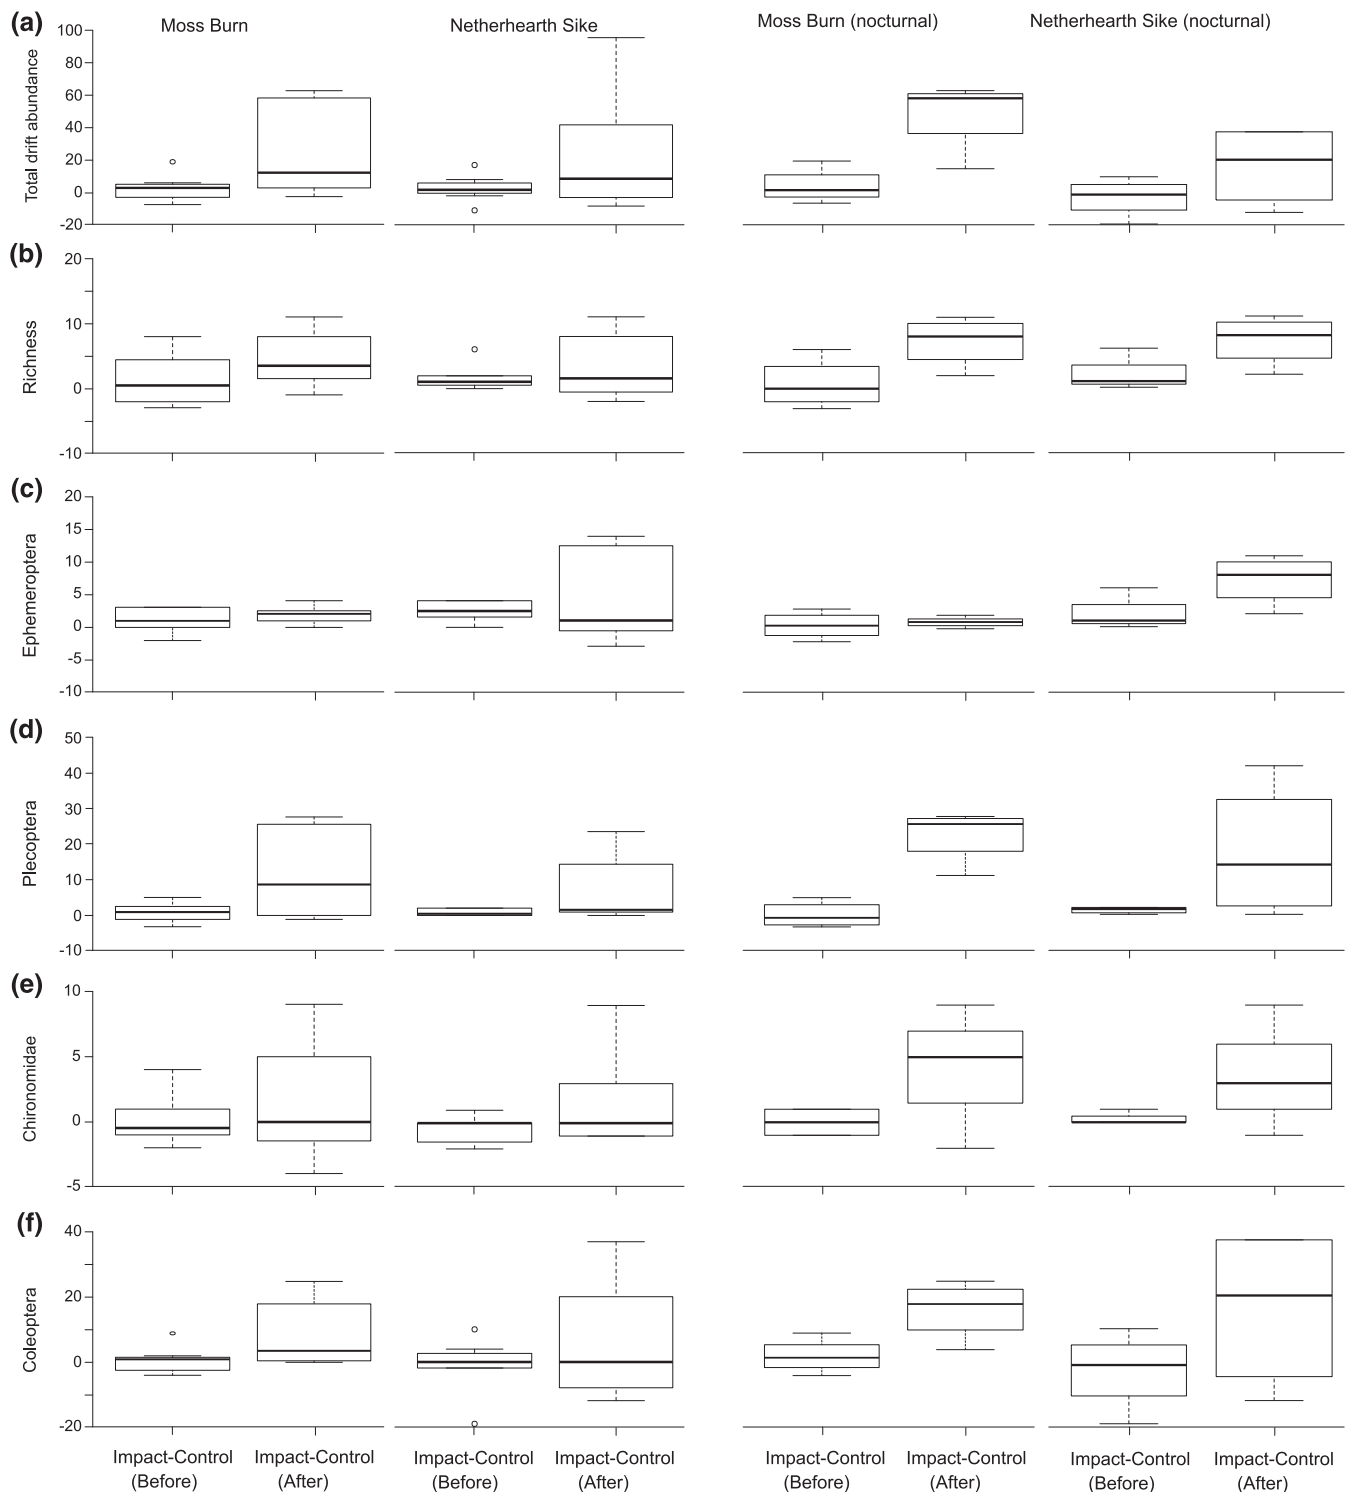 (a)
Moss Burn
Netherhearth Sike
Moss Burn (nocturnal)
Netherhearth Sike (nocturnal)
Total drift abundance
100
80
60
40
20
0
-20
(b)
Richness
20
10
0
-10
(c)
Ephemeroptera
20
15
10
5
0
-5
-10
(d)
Plecoptera
50
40
30
20
10
0
-10
(e)
Chironomidae
10
5
0
-5
(f)
Coleoptera
40
20
0
-20
Impact-Control
(Before)
Impact-Control
(After)
Impact-Control
(Before)
Impact-Control
(After)
Impact-Control
(Before)
Impact-Control
(After)
Impact-Control
(Before)
Impact-Control
(After)